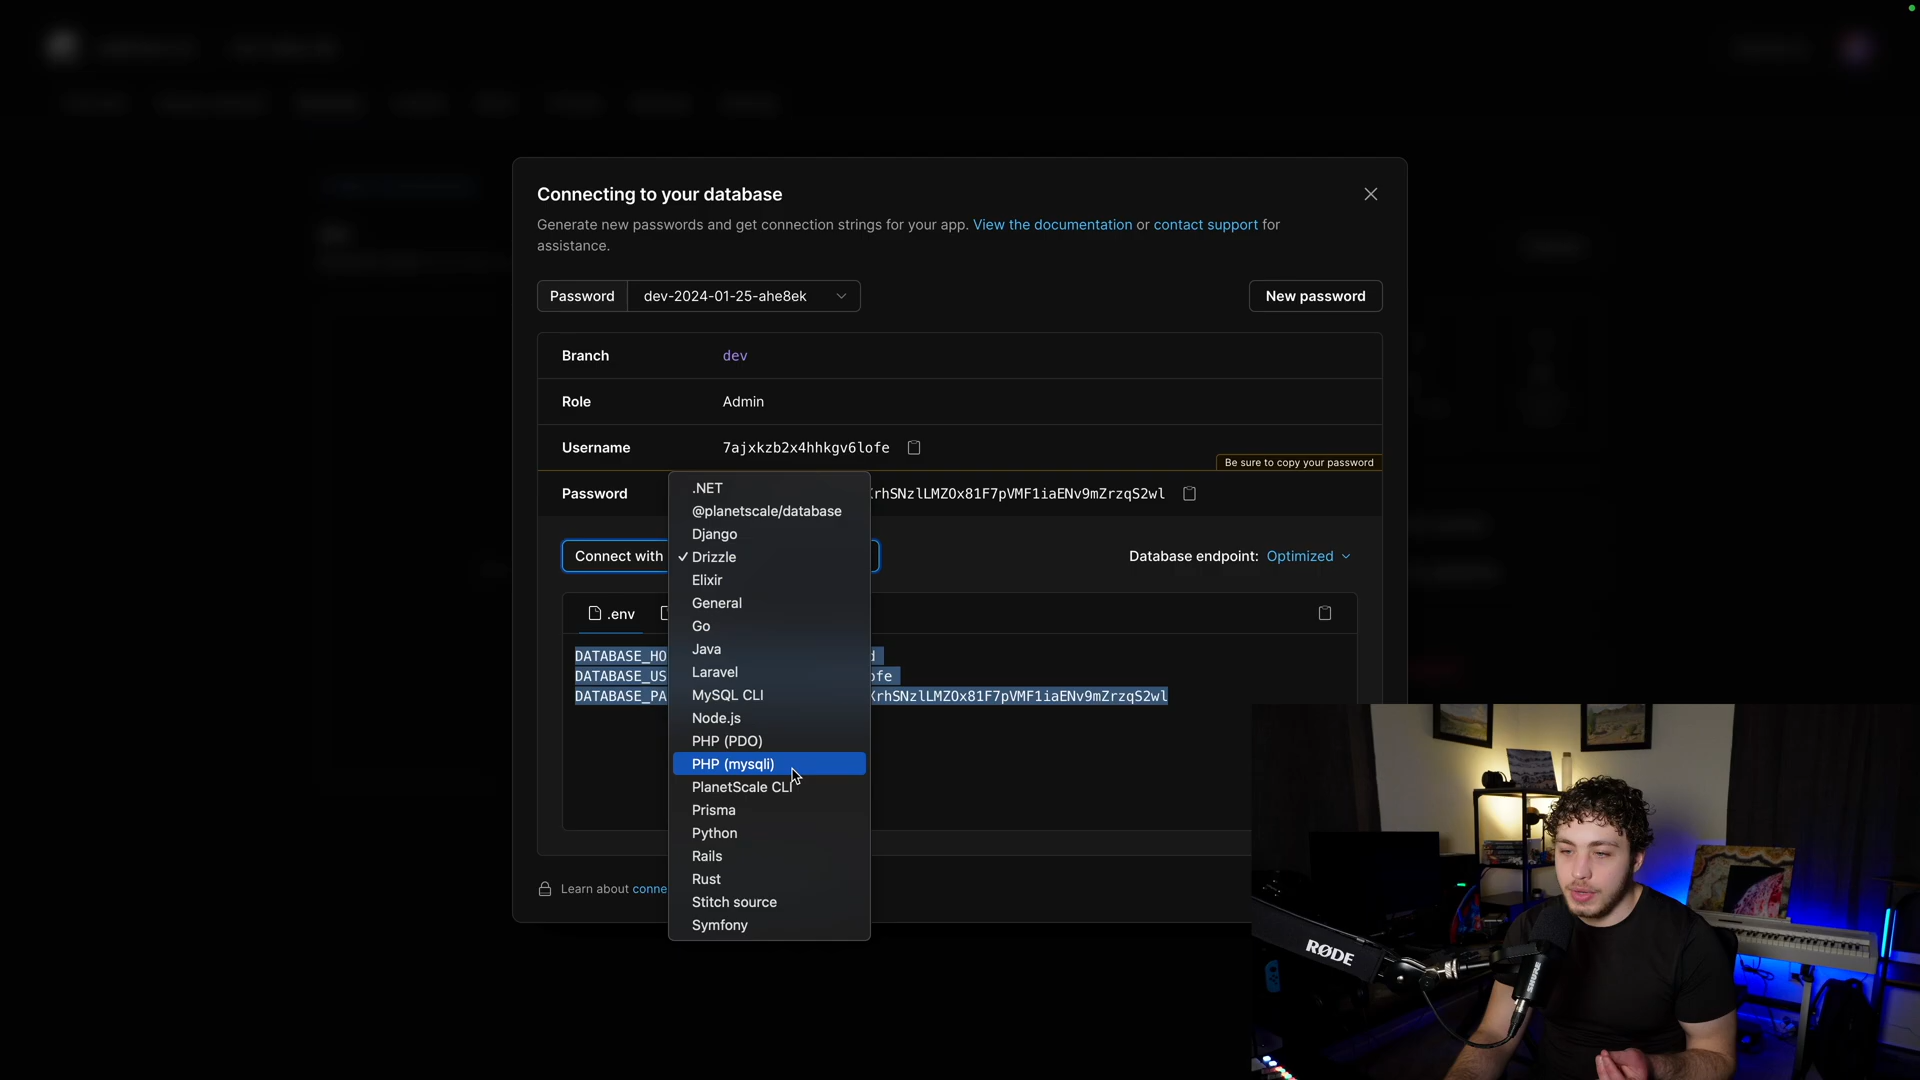 Connecting to your database
Generate new passwords and get connection strings for your app. View the documentation or contact support for
assistance.
Password dev-2024-01-25-ahe8ek
New password
Branch dev
Role Admin
Username 7ajxkzb2x4hhkgv6lofe
Be sure to copy your password
Password rhSNzlLMZOx81F7pVMF1iaENv9mZrzqS2wl
Connect with
Database endpoint: Optimized
.env
DATABASE_HO
DATABASE_US ofe
DATABASE_PA rhSNzlLMZOx81F7pVMF1iaENv9mZrzqS2wl
.NET
@planetscale/database
Django
✓ Drizzle
Elixir
General
Go
Java
Laravel
MySQL CLI
Node.js
PHP (PDO)
PHP (mysqli)
PlanetScale CLI
Prisma
Python
Rails
Rust
Stitch source
Symfony
Learn about conne
RØDE
SHURE